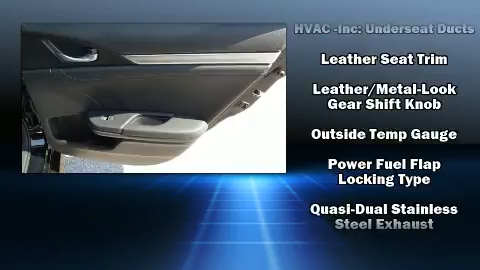 HVAC -inc: Underseat Ducts
Leather Seat Trim
Leather/Metal-Look
Gear Shift Knob
Outside Temp Gauge
Power Fuel Flap
Locking Type
Quasi-Dual Stainless
Steel Exhaust